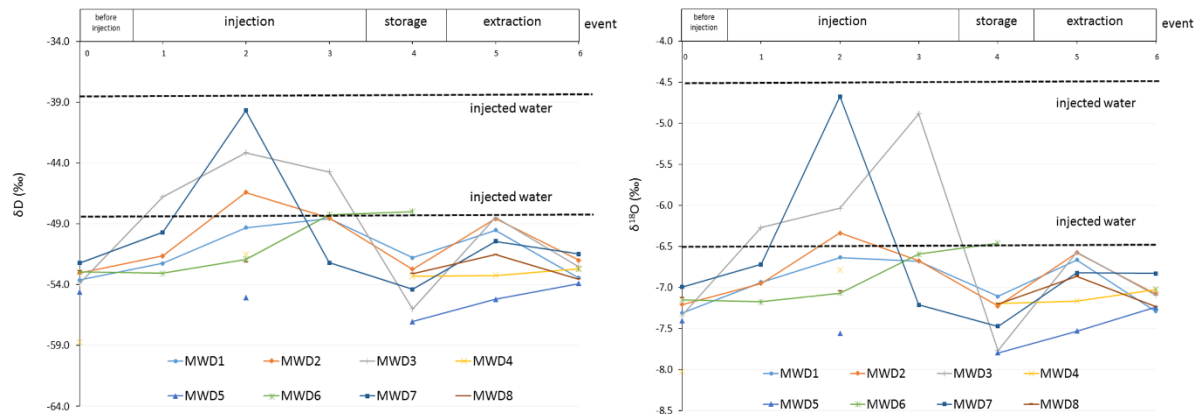 before injection injection storage extraction event
-34.0
0 1 2 3 4 5 6
-39.0
injected water
-44.0
δD (‰)
injected water
-49.0
-54.0
-59.0
MWD1 MWD2 MWD3 MWD4
MWD5 MWD6 MWD7 MWD8
-64.0
before injection injection storage extraction event
-4.0
0 1 2 3 4 5 6
-4.5
injected water
-5.0
-5.5
δ¹⁸O (‰)
-6.0
injected water
-6.5
-7.0
-7.5
-8.0
MWD1 MWD2 MWD3 MWD4
MWD5 MWD6 MWD7 MWD8
-8.5